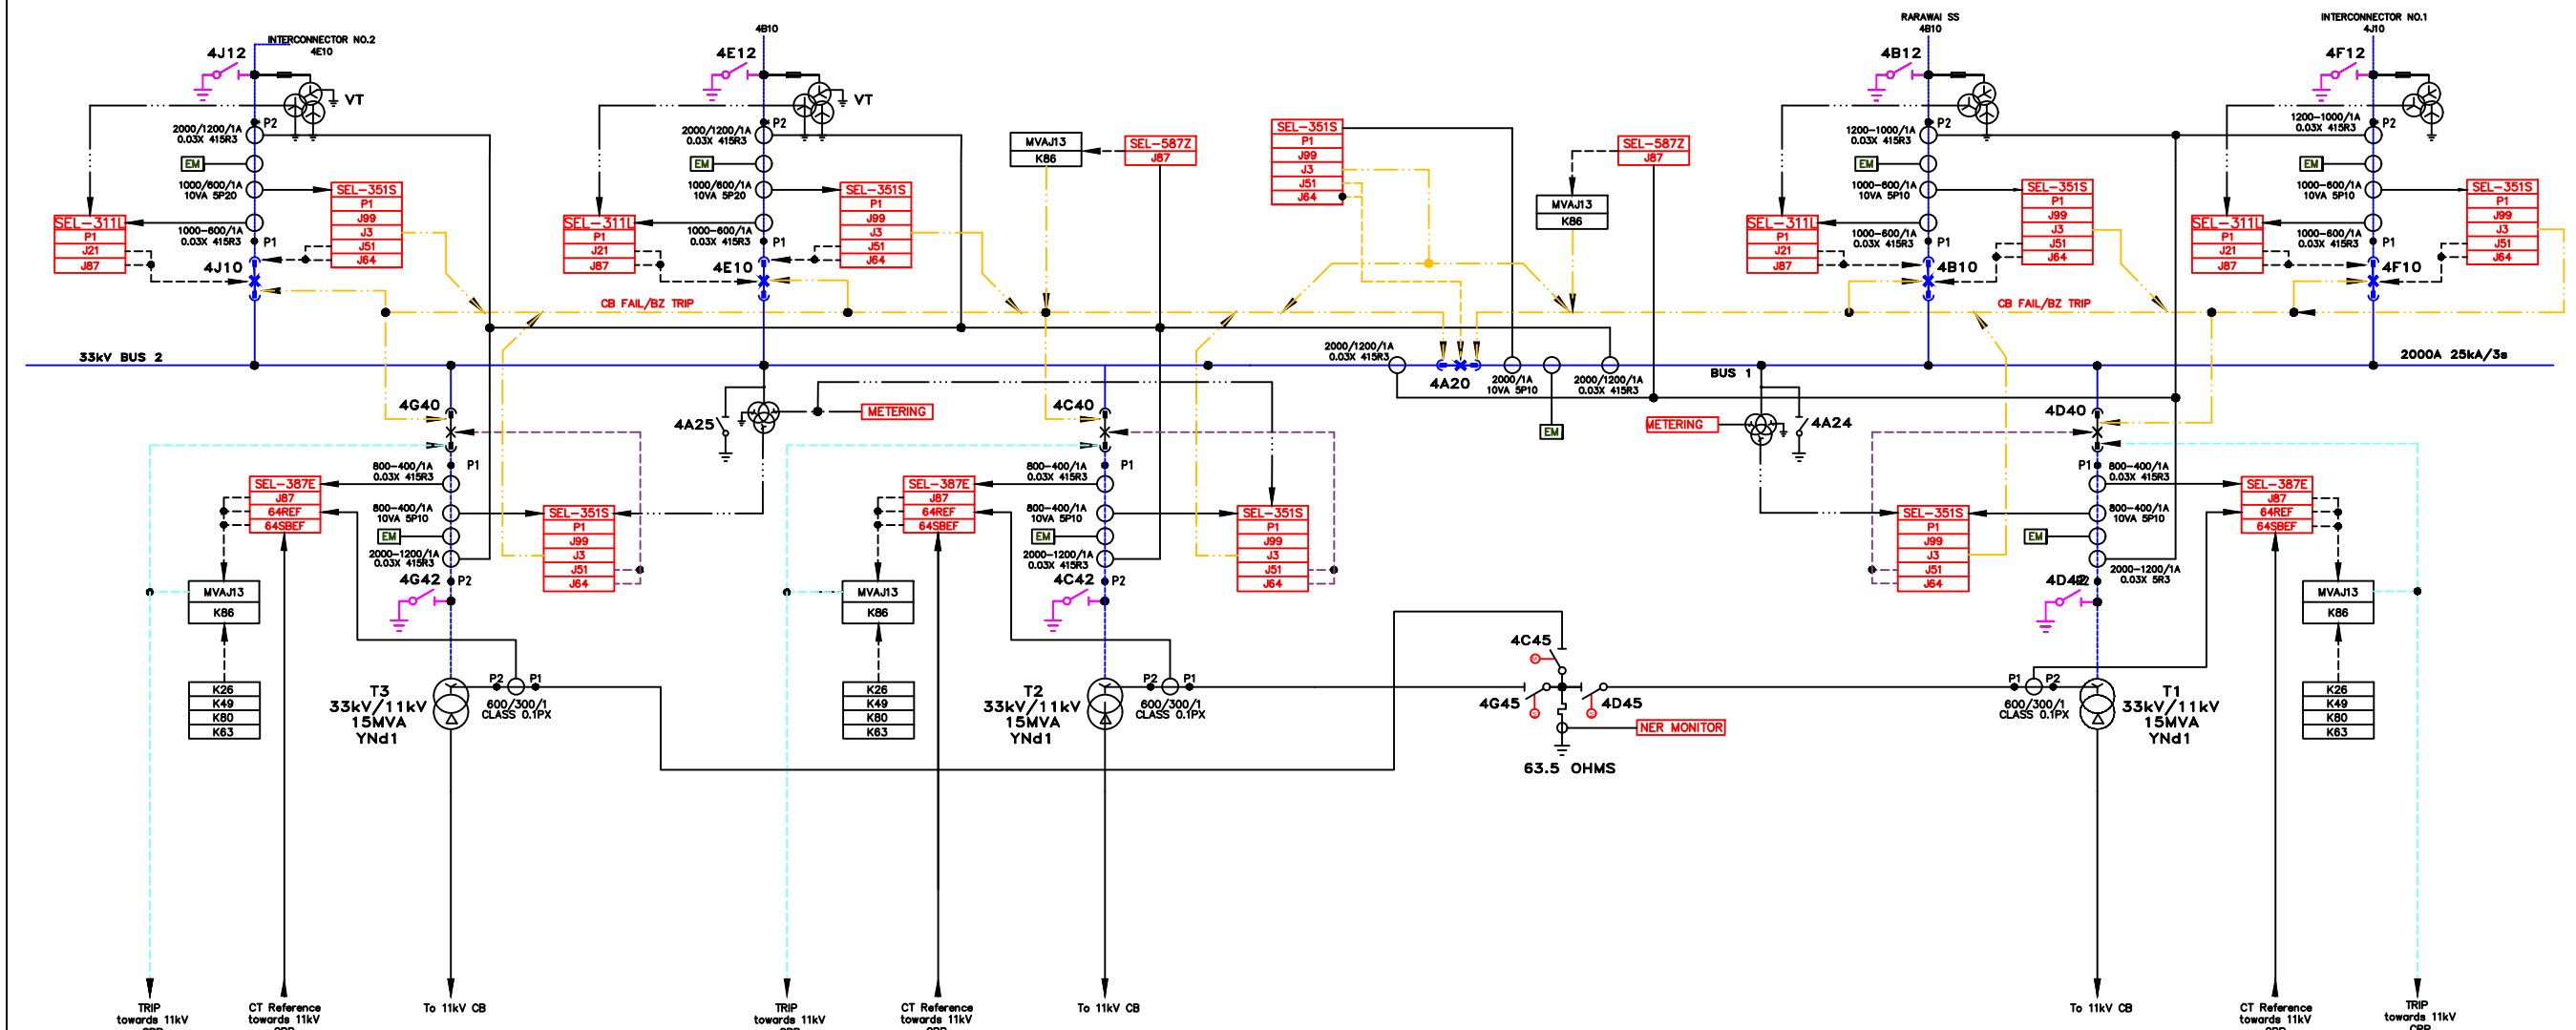 INTERCONNECTOR NO.2
4E10
4J12
VT
P2
2000/1200/1A
0.03X 415R3
EM
1000/600/1A
10VA 5P20
SEL-351S
P1
J99
J3
J51
J64
SEL-311L
P1
J21
J87
1000-600/1A
0.03X 415R3
P1
4J10
4B10
4E12
VT
P2
2000/1200/1A
0.03X 415R3
EM
1000/600/1A
10VA 5P20
SEL-351S
P1
J99
J3
J51
J64
SEL-311L
P1
J21
J87
1000-600/1A
0.03X 415R3
P1
4E10
CB FAIL/BZ TRIP
MVAJ13
K86
SEL-587Z
J87
SEL-351S
P1
J99
J3
J51
J64
SEL-587Z
J87
MVAJ13
K86
RARAWAI SS
4B10
4B12
P2
1200-1000/1A
0.03X 415R3
EM
1000-600/1A
10VA 5P20
SEL-351S
P1
J99
J3
J51
J64
SEL-311L
P1
J21
J87
1000-600/1A
0.03X 415R3
P1
4B10
INTERCONNECTOR NO.1
4J10
4F12
P2
1200-1000/1A
0.03X 415R3
EM
1000-600/1A
10VA 5P20
SEL-351S
P1
J99
J3
J51
J64
SEL-311L
P1
J21
J87
1000-600/1A
0.03X 415R3
P1
4F10
CB FAIL/BZ TRIP
33kV BUS 2
2000/1200/1A
0.03X 415R3
4A20
2000/1A
10VA 5P10
2000/1200/1A
0.03X 415R3
EM
BUS 1
2000A 25kA/3s
4G40
P1
800-400/1A
0.03X 415R3
SEL-387E
J87
64REF
64SBEF
800-400/1A
10VA 5P10
EM
2000-1200/1A
0.03X 415R3
4G42
P2
SEL-351S
P1
J99
J3
J51
J64
MVAJ13
K86
K26
K49
K80
K63
T3
33kV/11kV
15MVA
YNd1
P2
P1
600/300/1
CLASS 0.1PX
4A25
METERING
4C40
P1
800-400/1A
0.03X 415R3
SEL-387E
J87
64REF
64SBEF
800-400/1A
10VA 5P10
EM
2000-1200/1A
0.03X 415R3
4C42
P2
SEL-351S
P1
J99
J3
J51
J64
MVAJ13
K86
K26
K49
K80
K63
T2
33kV/11kV
15MVA
YNd1
P2
P1
600/300/1
CLASS 0.1PX
4C45
4G45
4D45
NER MONITOR
63.5 OHMS
METERING
4A24
4D40
P1
800-400/1A
0.03X 415R3
SEL-387E
J87
64REF
64SBEF
800-400/1A
10VA 5P10
SEL-351S
P1
J99
J3
J51
J64
EM
2000-1200/1A
0.03X 5R3
4D42
P2
MVAJ13
K86
K26
K49
K80
K63
P1
P2
600/300/1
CLASS 0.1PX
T1
33kV/11kV
15MVA
YNd1
TRIP
towards 11kV
CT Reference
towards 11kV
To 11kV CB
TRIP
towards 11kV
CT Reference
towards 11kV
To 11kV CB
To 11kV CB
CT Reference
towards 11kV
TRIP
towards 11kV